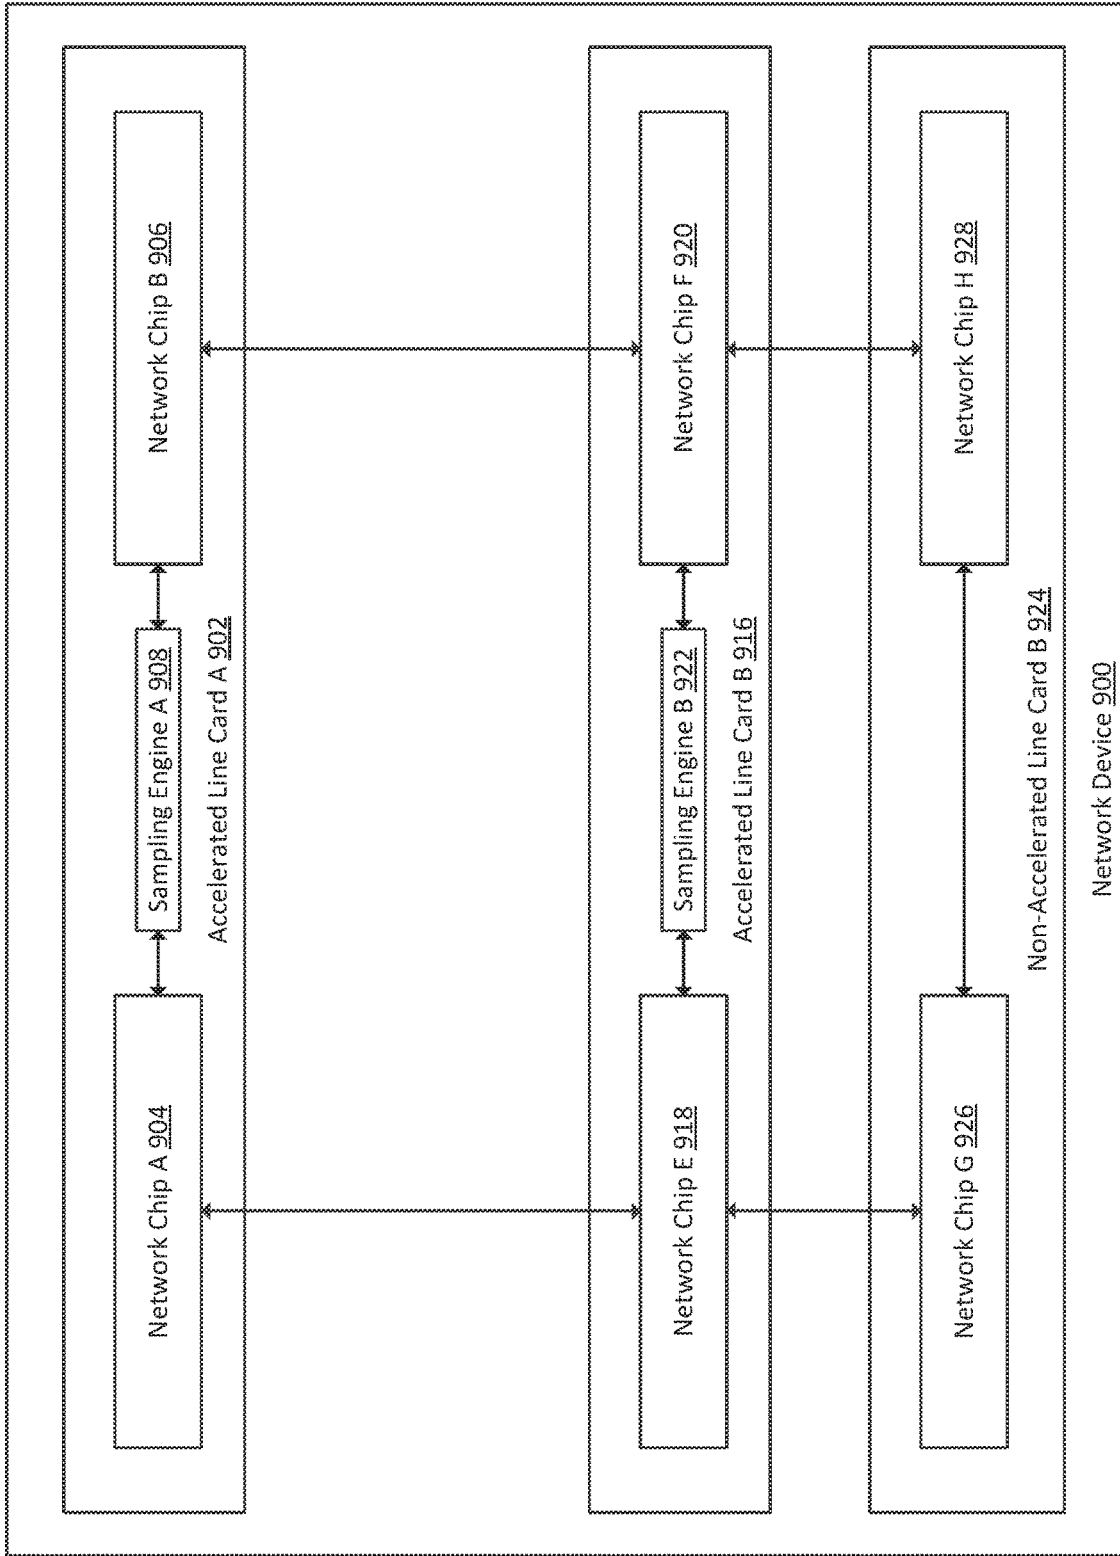 Network Chip A 904
Sampling Engine A 908
Network Chip B 906
Accelerated Line Card A 902
Network Chip E 918
Sampling Engine B 922
Network Chip F 920
Accelerated Line Card B 916
Network Chip G 926
Network Chip H 928
Non-Accelerated Line Card B 924
Network Device 900